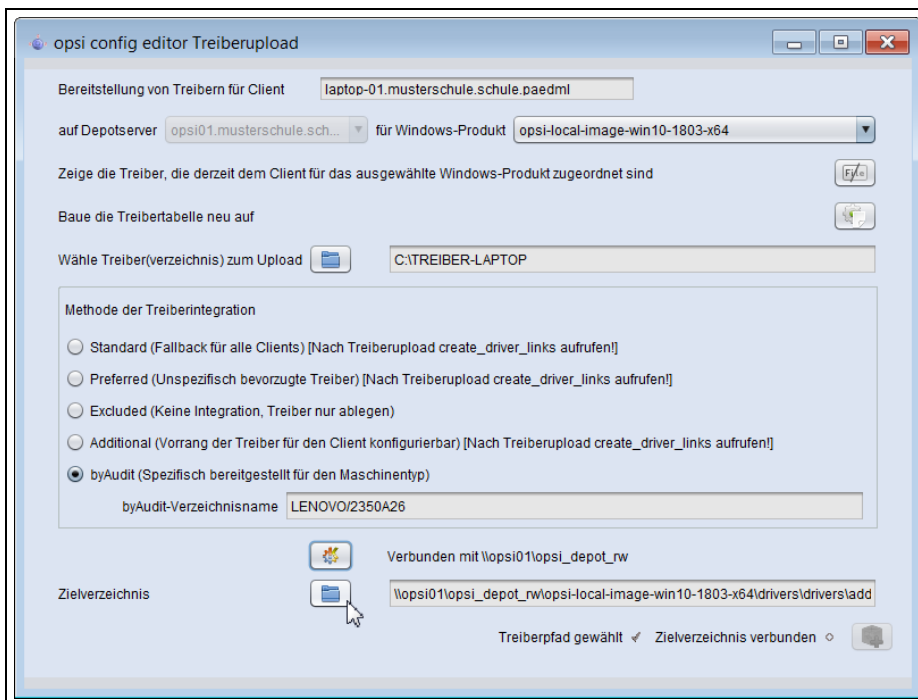 opsi config editor Treiberupload
Bereitstellung von Treibern für Client laptop-01.musterschule.schule.paedml
auf Depotserver opsi01.musterschule.sch... für Windows-Produkt opsi-local-image-win10-1803-x64
Zeige die Treiber, die derzeit dem Client für das ausgewählte Windows-Produkt zugeordnet sind
Baue die Treibertabelle neu auf
Wähle Treiber(verzeichnis) zum Upload C:\TREIBER-LAPTOP
Methode der Treiberintegration
Standard (Fallback für alle Clients) [Nach Treiberupload create_driver_links aufrufen!]
Preferred (Unspezifisch bevorzugte Treiber) [Nach Treiberupload create_driver_links aufrufen!]
Excluded (Keine Integration, Treiber nur ablegen)
Additional (Vorrang der Treiber für den Client konfigurierbar) [Nach Treiberupload create_driver_links aufrufen!]
byAudit (Spezifisch bereitgestellt für den Maschinentyp)
byAudit-Verzeichnisname LENOVO/2350A26
Verbunden mit \\opsi01\opsi_depot_rw
Zielverzeichnis \\opsi01\opsi_depot_rw\opsi-local-image-win10-1803-x64\drivers\drivers\add
Treiberpfad gewählt Zielverzeichnis verbunden